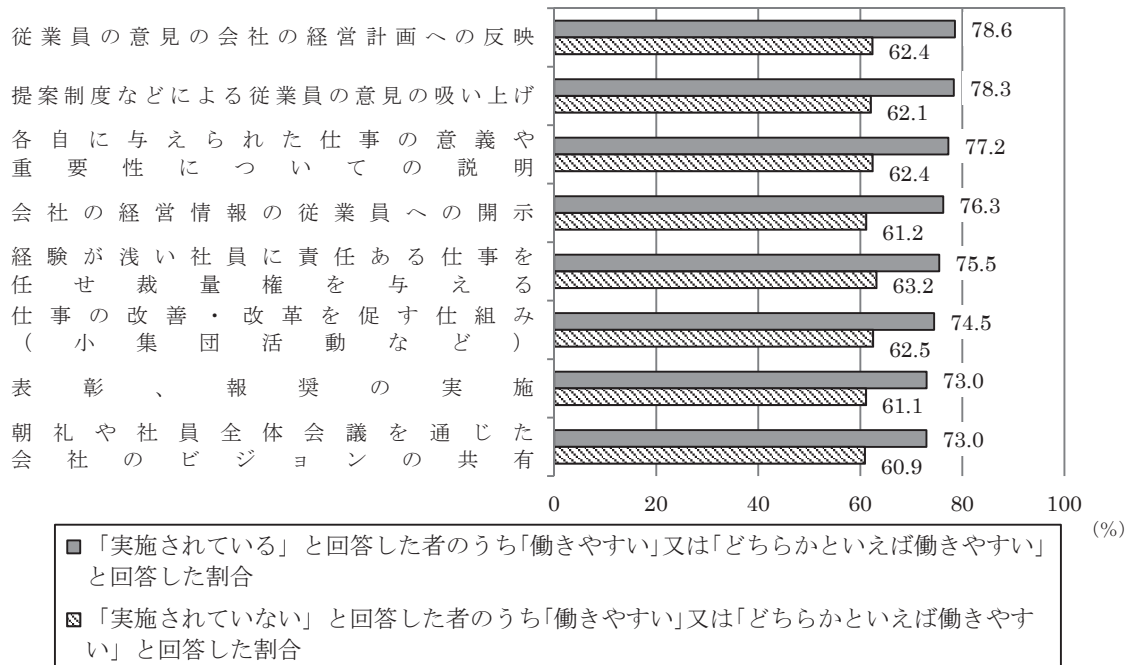 従業員の意見の会社の経営計画への反映
78.6
62.4
提案制度などによる従業員の意見の吸い上げ
78.3
62.1
各自に与えられた仕事の意義や
重要性についての説明
77.2
62.4
会社の経営情報の従業員への開示
76.3
61.2
経験が浅い社員に責任ある仕事を
任せ裁量権を与える
75.5
63.2
仕事の改善・改革を促す仕組み
(小集団活動など)
74.5
62.5
表彰、報奨の実施
73.0
61.1
朝礼や社員全体会議を通じた
会社のビジョンの共有
73.0
60.9
0 20 40 60 80 100
(%)
「実施されている」と回答した者のうち「働きやすい」又は「どちらかといえば働きやすい」
と回答した割合
「実施されていない」と回答した者のうち「働きやすい」又は「どちらかといえば働きやす
い」と回答した割合